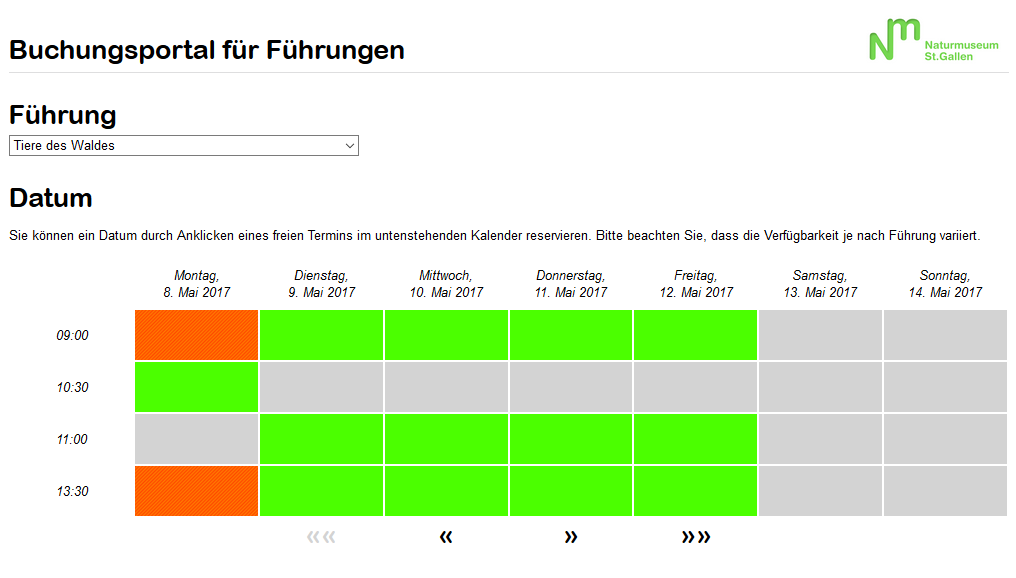 Buchungsportal für Führungen
Nm Naturmuseum
St.Gallen
Führung
Tiere des Waldes
Datum
Sie können ein Datum durch Anklicken eines freien Termins im untenstehenden Kalender reservieren. Bitte beachten Sie, dass die Verfügbarkeit je nach Führung variiert.
Montag, Dienstag, Mittwoch, Donnerstag, Freitag, Samstag, Sonntag,
8. Mai 2017 9. Mai 2017 10. Mai 2017 11. Mai 2017 12. Mai 2017 13. Mai 2017 14. Mai 2017
09:00
10:30
11:00
13:30
«« « » »»